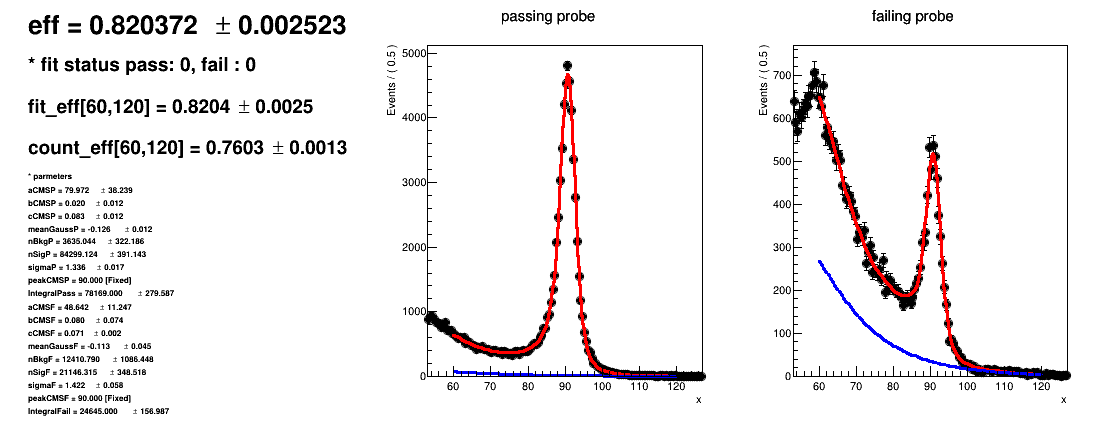 eff = 0.820372 ± 0.002523
* fit status pass: 0, fail : 0
fit_eff[60,120] = 0.8204 ± 0.0025
count_eff[60,120] = 0.7603 ± 0.0013
* parmeters
aCMSP = 79.972 ± 38.239
bCMSP = 0.020 ± 0.012
cCMSP = 0.083 ± 0.012
meanGaussP = -0.126 ± 0.012
nBkgP = 3635.044 ± 322.186
nSigP = 84299.124 ± 391.143
sigmaP = 1.336 ± 0.017
peakCMSP = 90.000 [Fixed]
IntegralPass = 78169.000 ± 279.587
aCMSF = 48.642 ± 11.247
bCMSF = 0.080 ± 0.074
cCMSF = 0.071 ± 0.002
meanGaussF = -0.113 ± 0.045
nBkgF = 12410.790 ± 1086.448
nSigF = 21146.315 ± 348.518
sigmaF = 1.422 ± 0.058
peakCMSF = 90.000 [Fixed]
IntegralFail = 24645.000 ± 156.987
passing probe
Events / ( 0.5 )
5000
4000
3000
2000
1000
0
60 70 80 90 100 110 120
x
failing probe
Events / ( 0.5 )
700
600
500
400
300
200
100
0
60 70 80 90 100 110 120
x